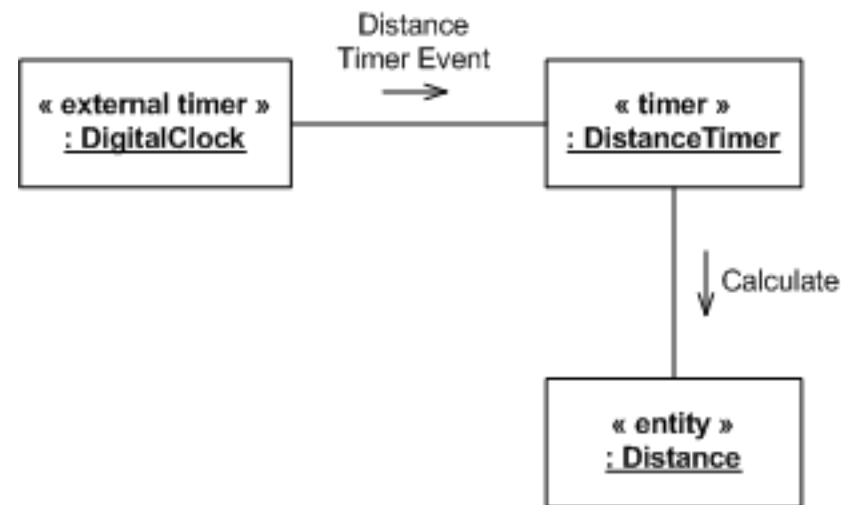 Distance
Timer Event
« external timer »
: DigitalClock
« timer »
: DistanceTimer
Calculate
« entity »
: Distance